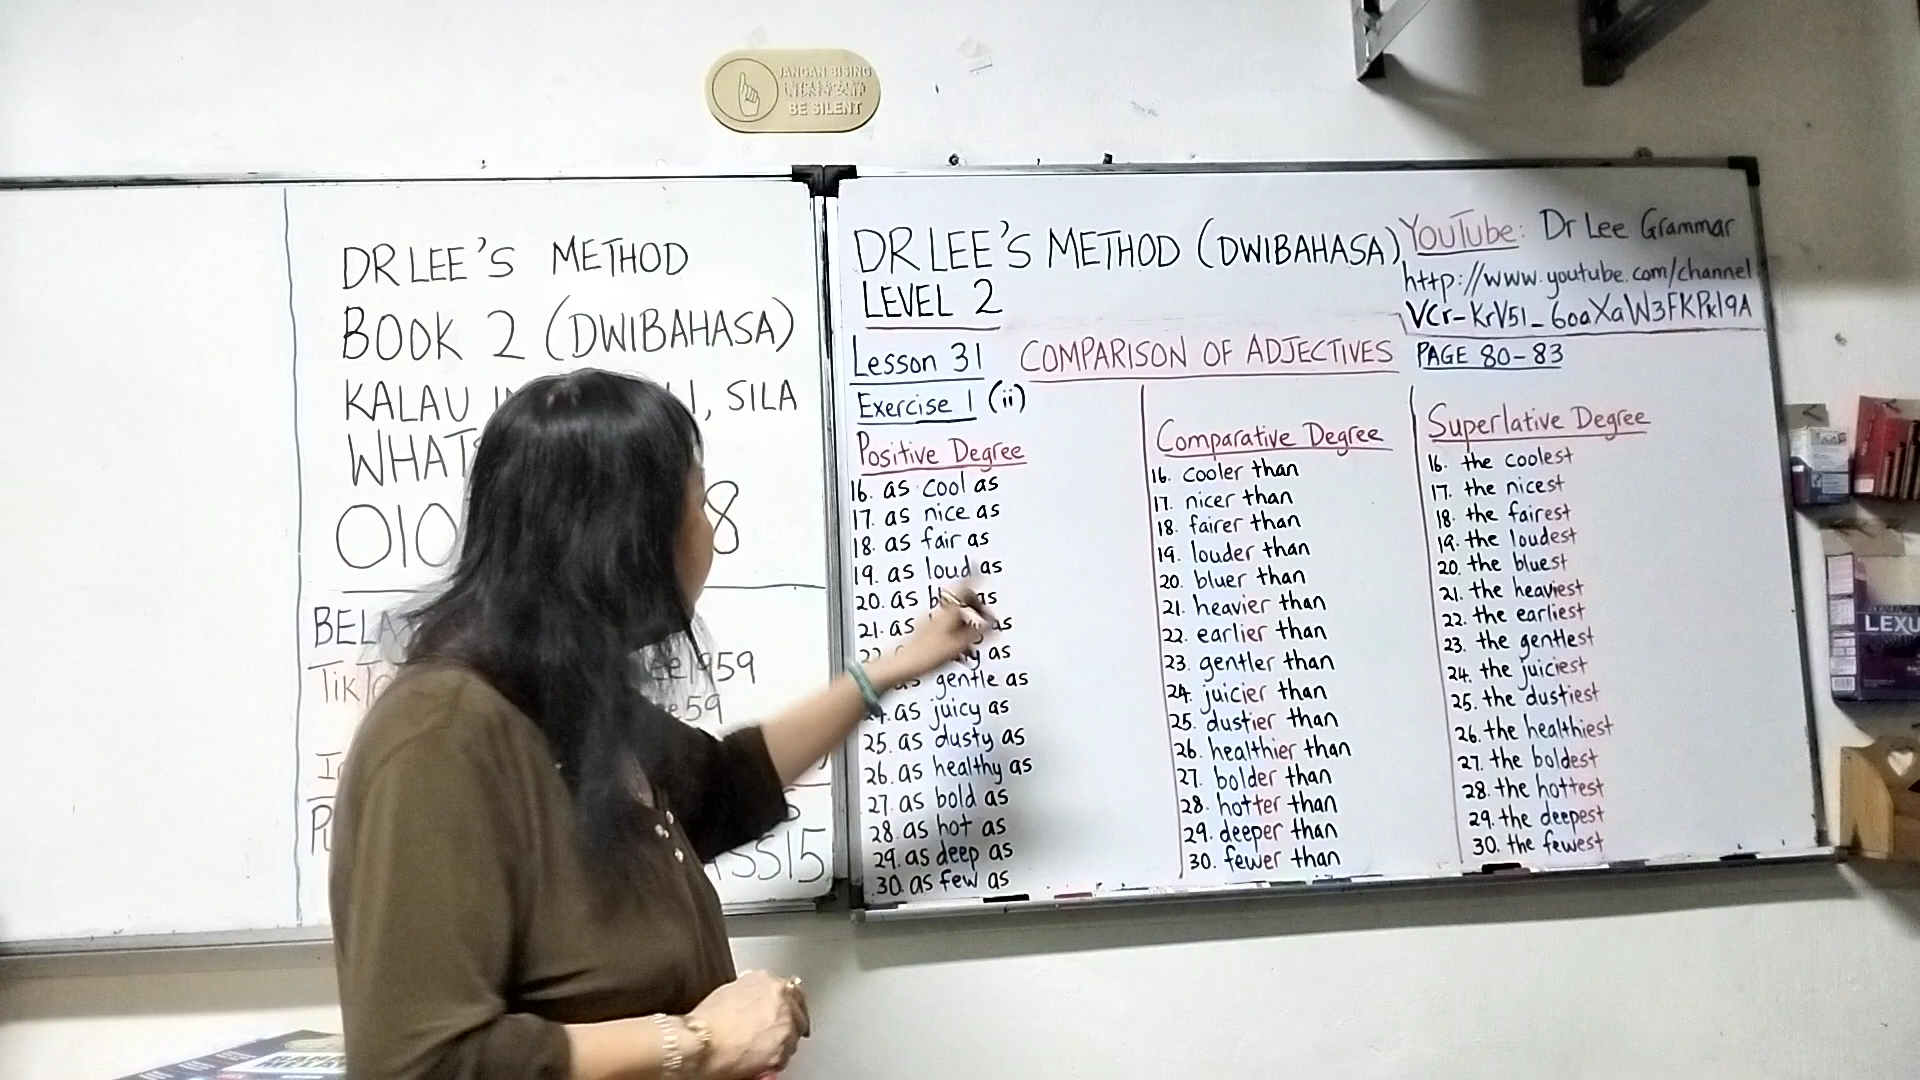 JANGAN BISING
请保持安静
BE SILENT
DR LEE'S METHOD
BOOK 2 (DWIBAHASA)
KALAU , SILA
010 8
959
59
SS15
DR LEE'S METHOD (DWIBAHASA)
LEVEL 2
YouTube: Dr Lee Grammar
http://www.youtube.com/channel
Lesson 31 COMPARISON OF ADJECTIVES PAGE 80-83
Exercise 1 (ii)
Positive Degree
16. as cool as
17. as nice as
18. as fair as
19. as loud as
20. as as
21. as as
as
as gentle as
as juicy as
25. as dusty as
26. as healthy as
27. as bold as
28. as hot as
29. as deep as
30. as few as
Comparative Degree
16. cooler than
17. nicer than
18. fairer than
19. louder than
20. bluer than
21. heavier than
22. earlier than
23. gentler than
24. juicier than
25. dustier than
26. healthier than
27. bolder than
28. hotter than
29. deeper than
30. fewer than
Superlative Degree
16. the coolest
17. the nicest
18. the fairest
19. the loudest
20. the bluest
21. the heaviest
22. the earliest
23. the gentlest
24. the juiciest
25. the dustiest
26. the healthiest
27. the boldest
28. the hottest
29. the deepest
30. the fewest
LEXU